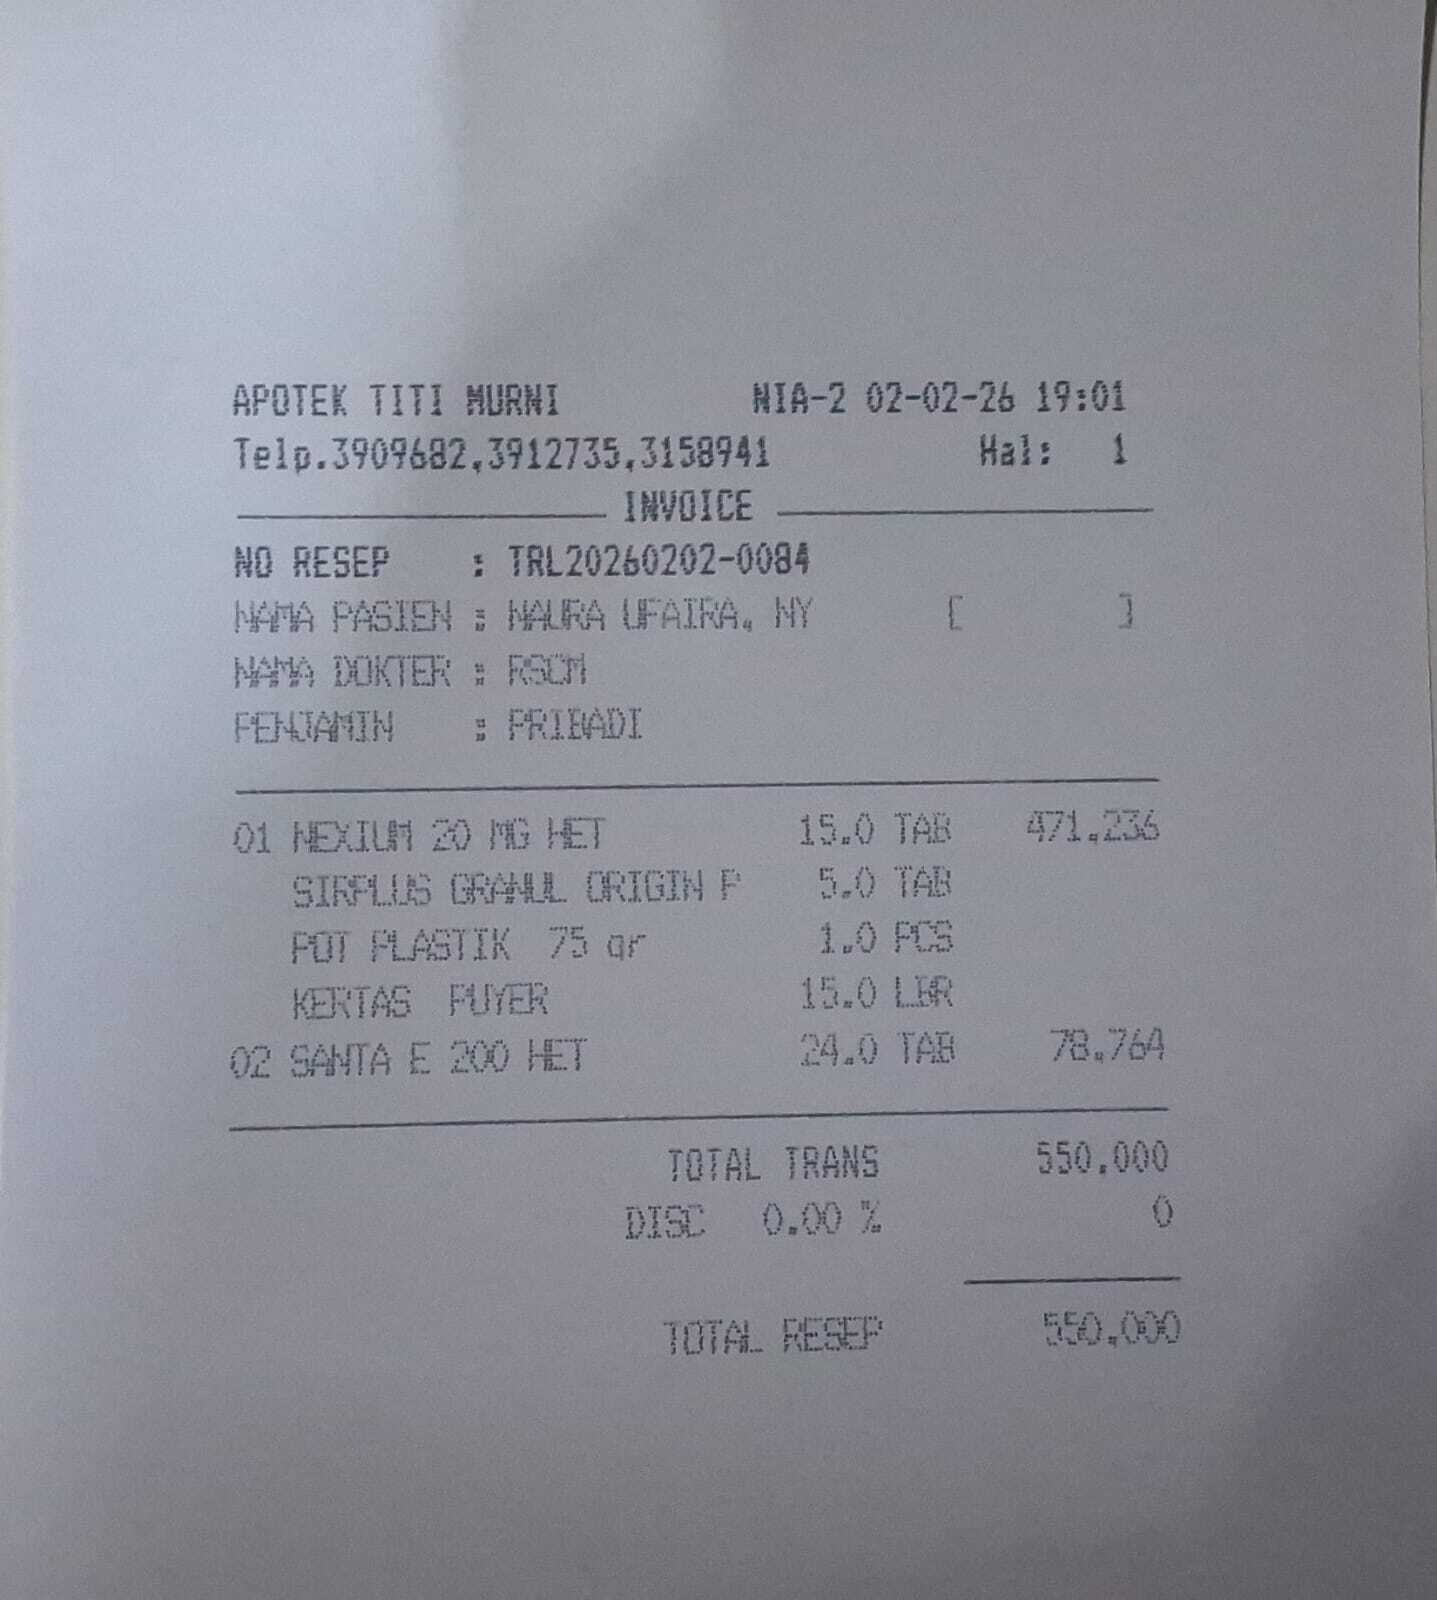 APOTEK TITI MURNI NIA-2 02-02-26 19:01
Telp.3909682,3912735,3158941 Hal: 1
INVOICE
NO RESEP : TRL20260202-0084
NAMA PASIEN : NAURA UFAIRA, NY [ ]
NAMA DOKTER : RSCM
PENJAMIN : PRIBADI
01 NEXIUM 20 MG HET 15.0 TAB 471.236
SIRPLUS GRANUL ORIGIN P 5.0 TAB
POT PLASTIK 75 gr 1.0 PCS
KERTAS PUYER 15.0 LBR
02 SANTA E 200 HET 24.0 TAB 78.764
TOTAL TRANS 550.000
DISC 0.00 % 0
TOTAL RESEP 550.000